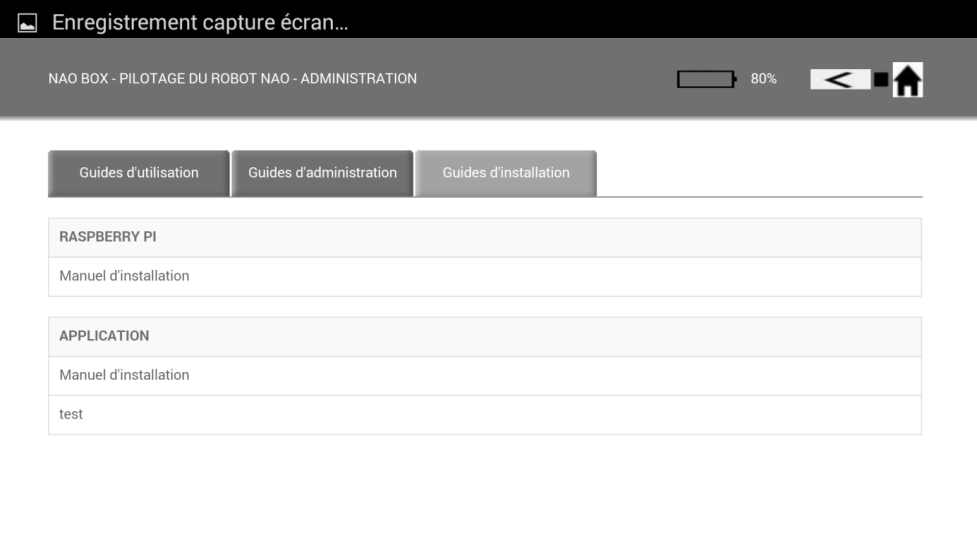 Enregistrement capture écran...
NAO BOX - PILOTAGE DU ROBOT NAO - ADMINISTRATION
80%
Guides d'utilisation
Guides d'administration
Guides d'installation
RASPBERRY PI
Manuel d'installation
APPLICATION
Manuel d'installation
test